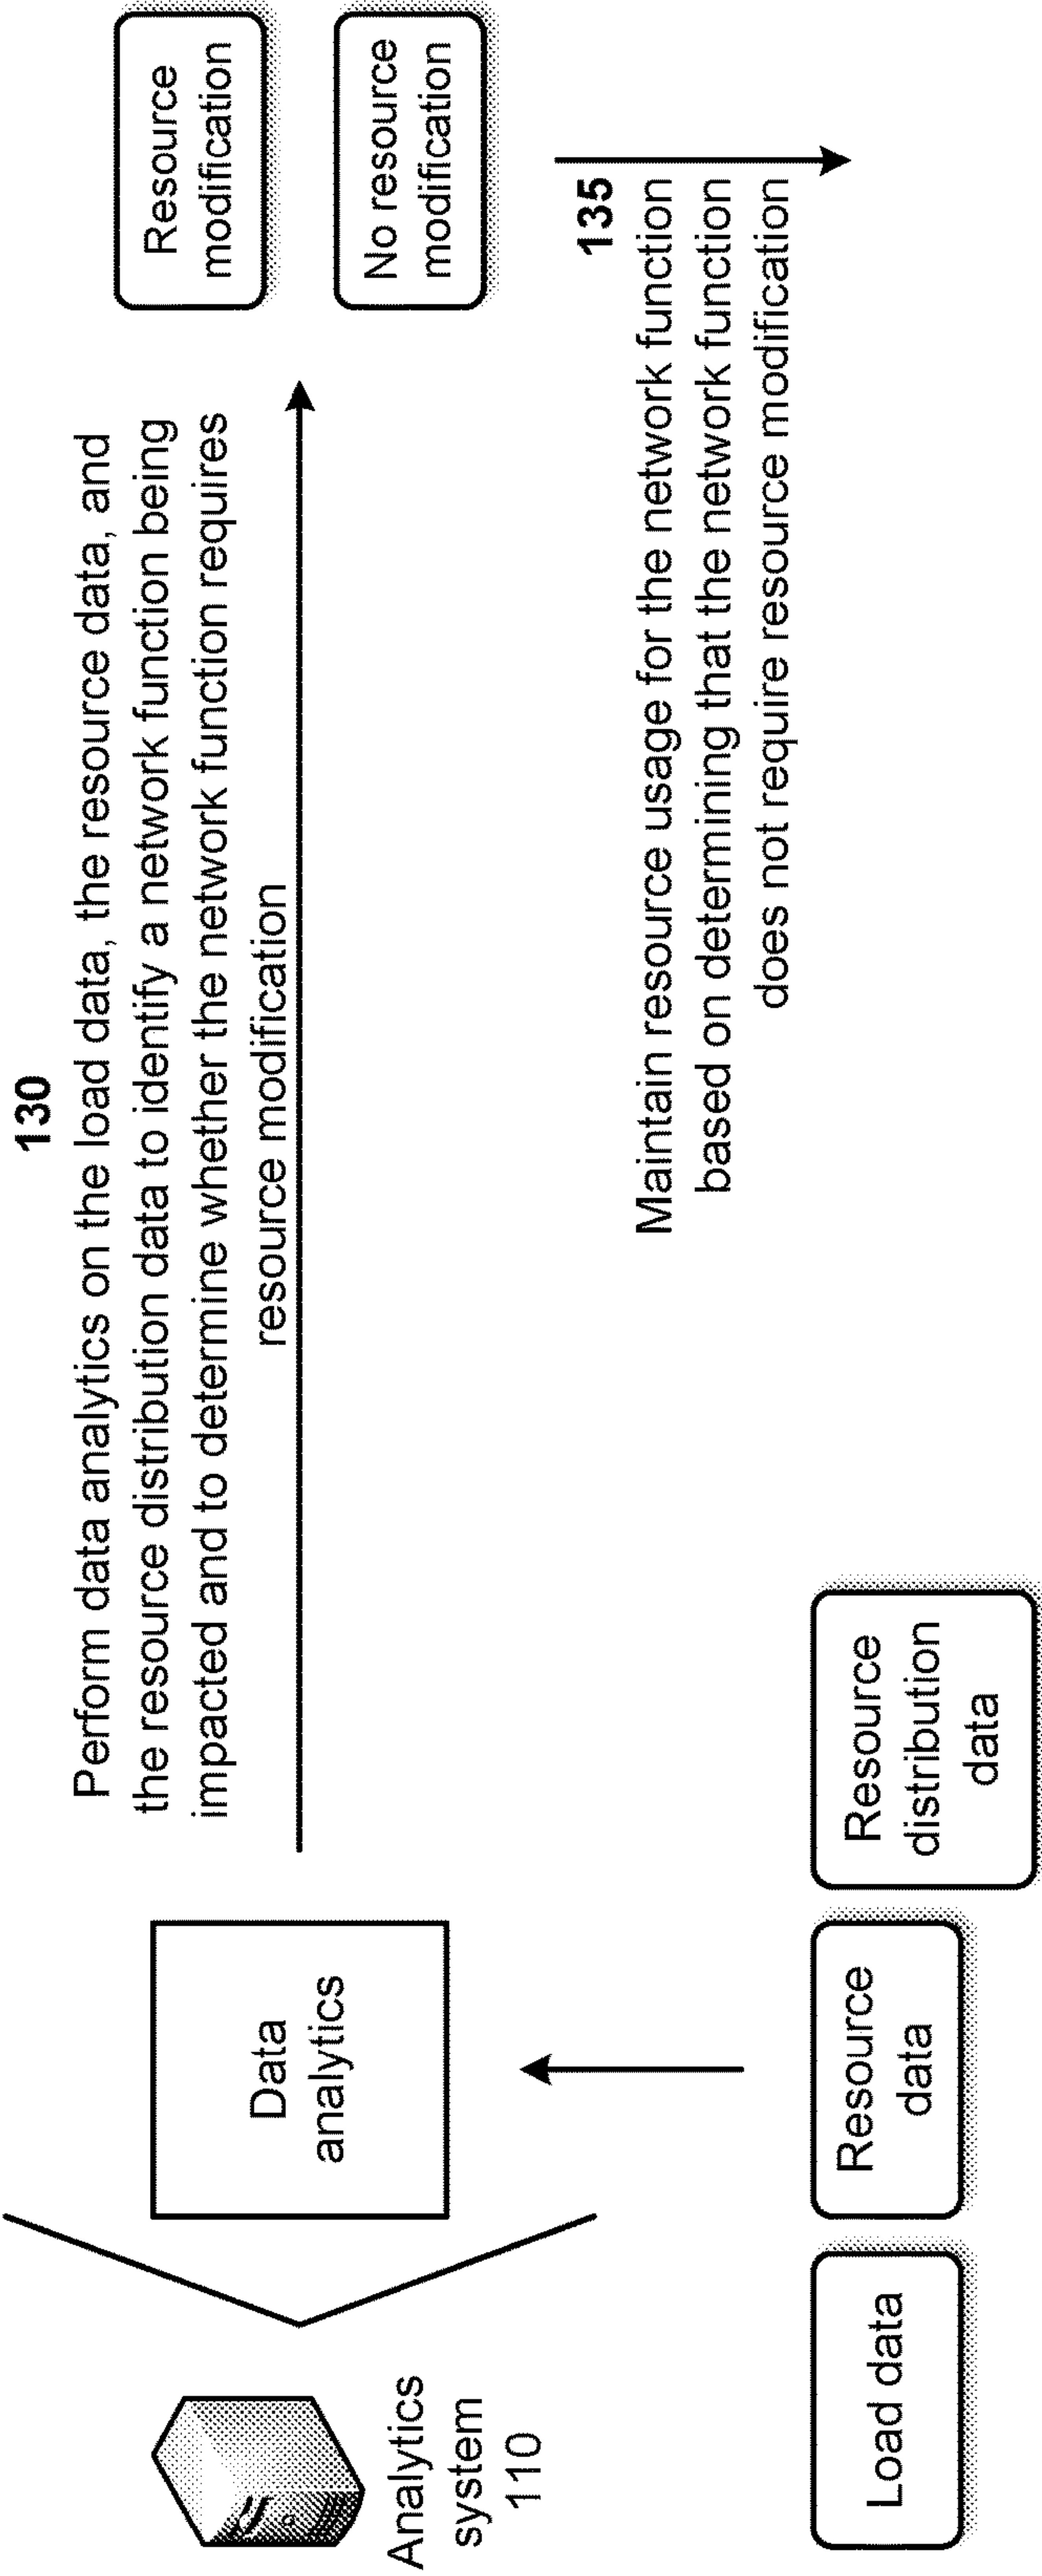 130
Perform data analytics on the load data, the resource data, and
the resource distribution data to identify a network function being
impacted and to determine whether the network function requires
resource modification
Resource
modification
No resource
modification
135
Maintain resource usage for the network function
based on determining that the network function
does not require resource modification
Data
analytics
Analytics
system
110
Load data
Resource
data
Resource
distribution
data